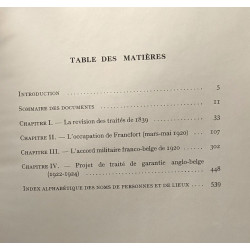 TABLE DES MATIÈRES
INTRODUCTION 5
SOMMAIRE DES DOCUMENTS 11
CHAPITRE I. — La revision des traités de 1839 33
CHAPITRE II. — L'occupation de Francfort (mars-mai 1920) 107
CHAPITRE III. — L'accord militaire franco-belge de 1920 302
CHAPITRE IV. — Projet de traité de garantie anglo-belge
(1922-1924) 448
INDEX ALPHABÉTIQUE DES NOMS DE PERSONNES ET DE LIEUX 539